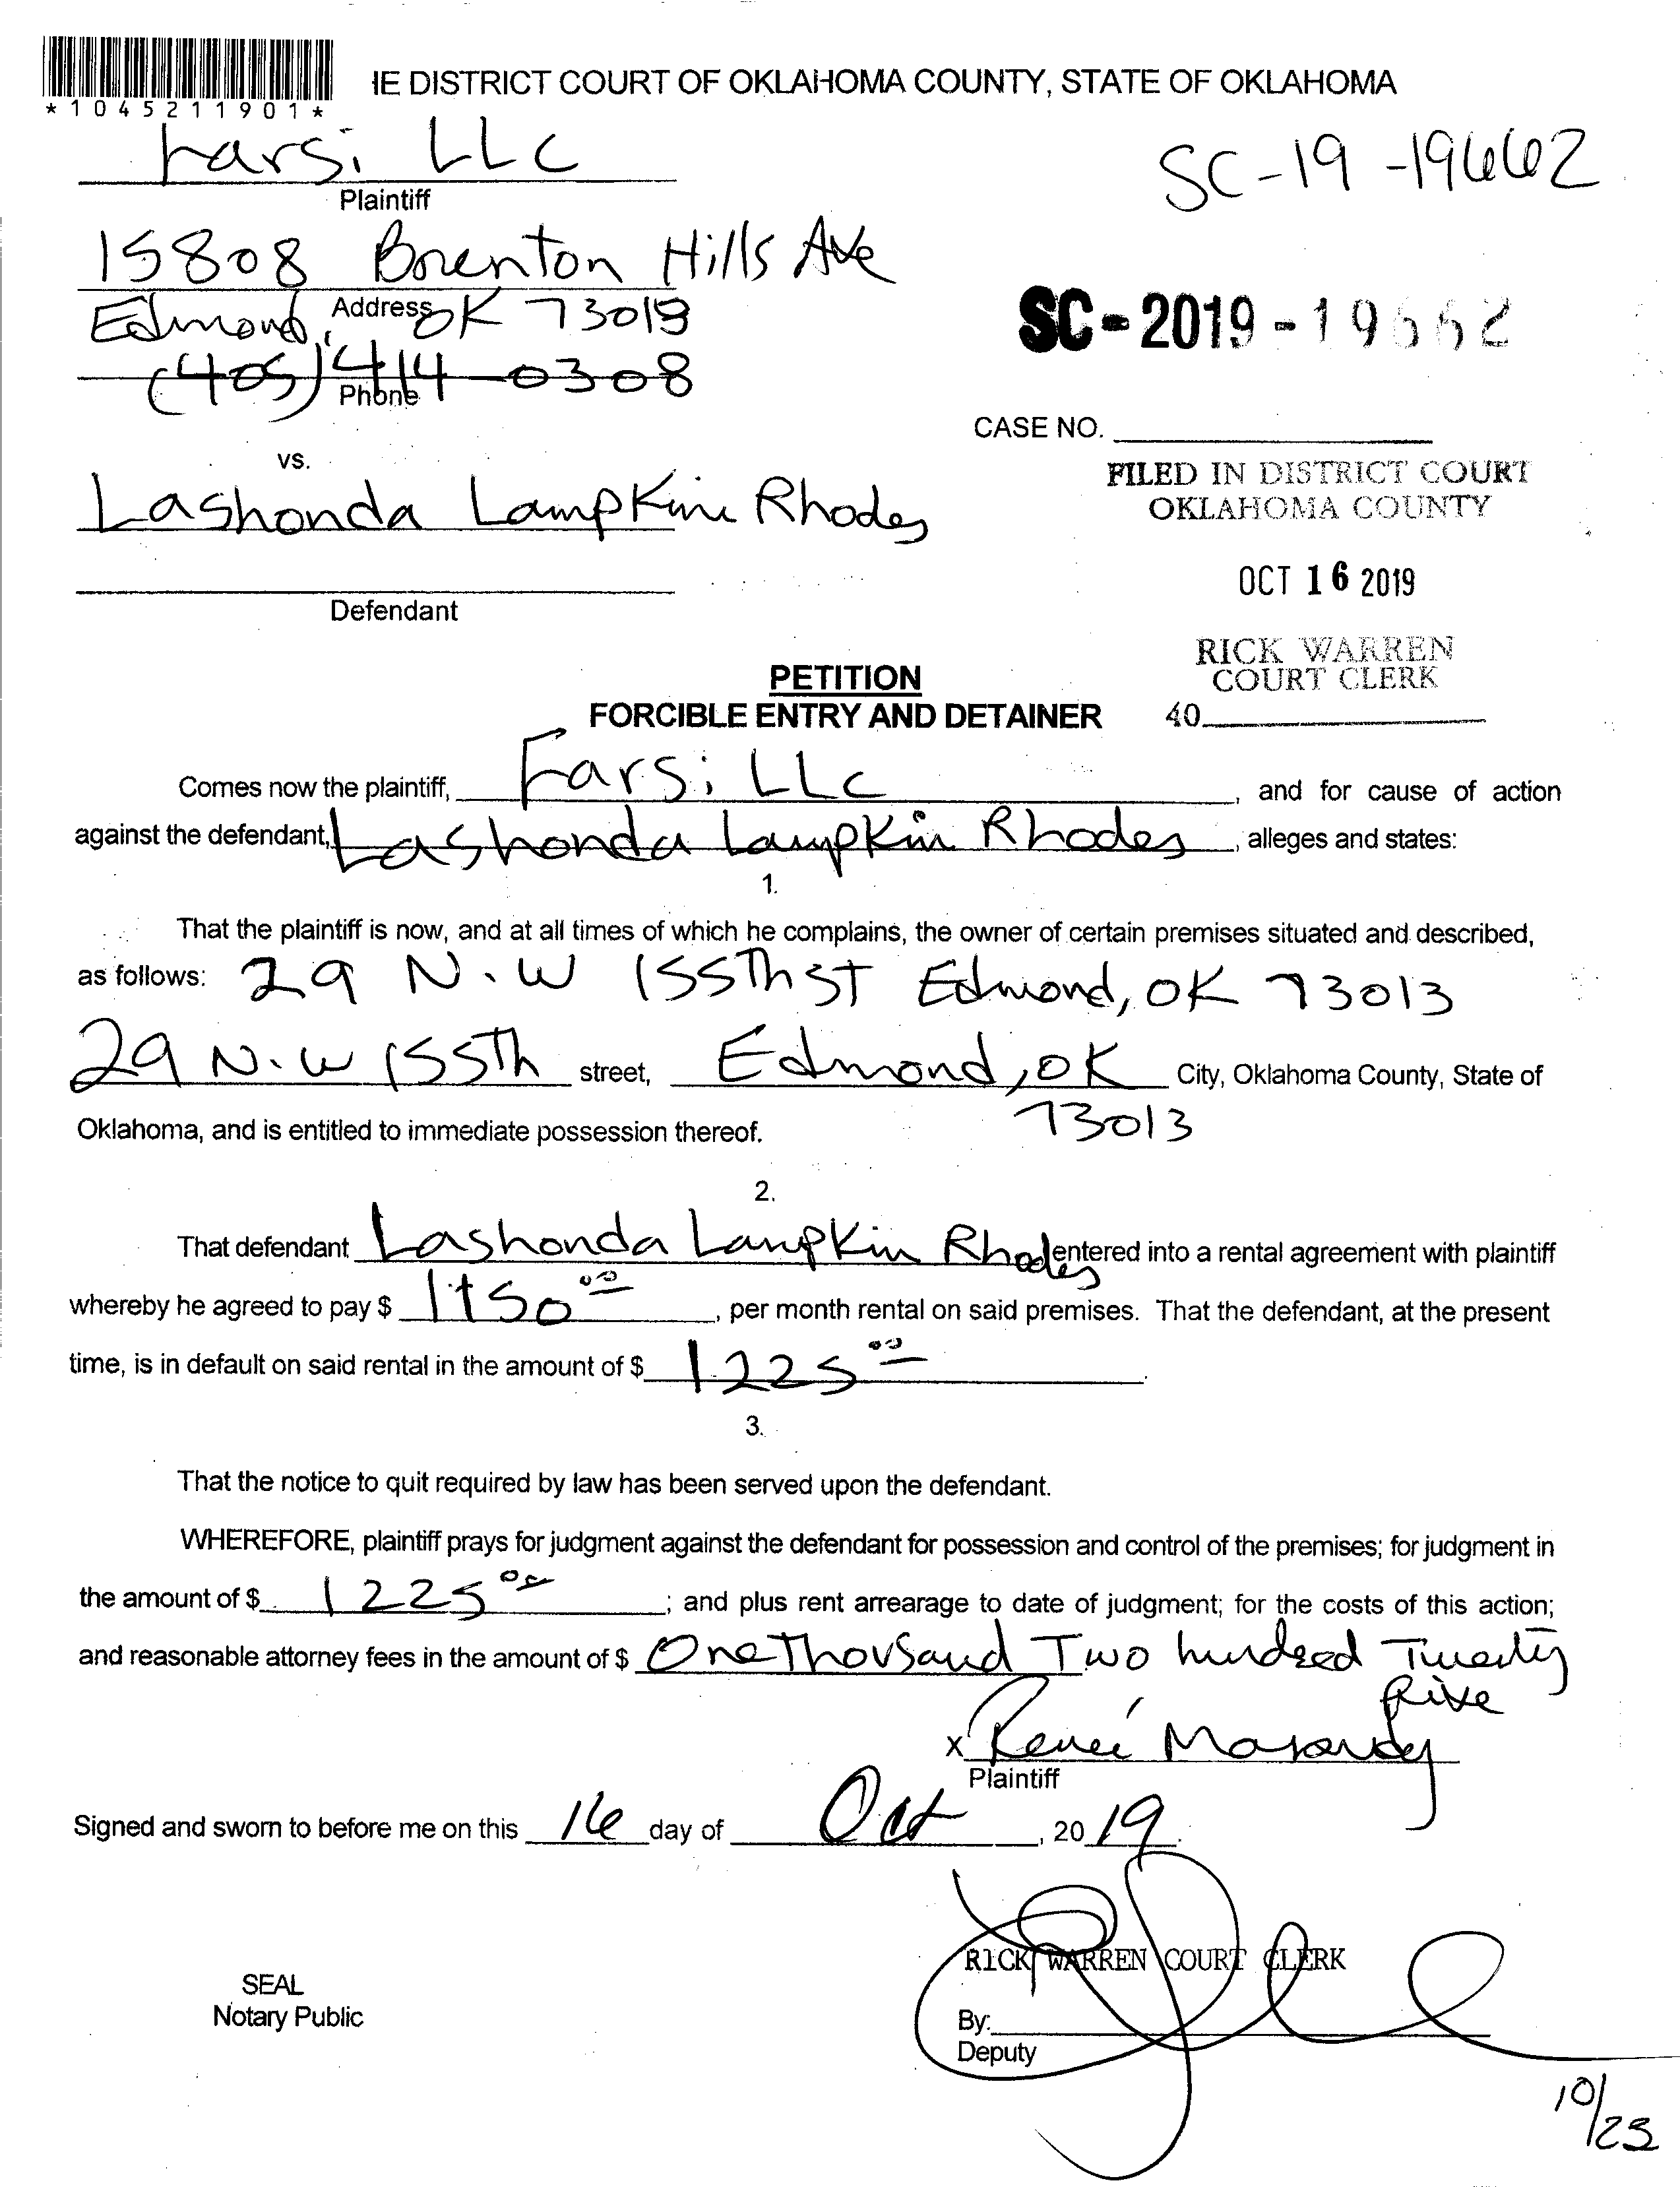 *1045211901*
IE DISTRICT COURT OF OKLAHOMA COUNTY, STATE OF OKLAHOMA
Farsi LLC
Plaintiff
SC-19-19662
15808 Brenton Hills Ave
Address
Edmond, OK 73013
(405) 414-0308
Phone
SC-2019-19662
CASE NO.
vs.
FILED IN DISTRICT COURT
OKLAHOMA COUNTY
Lashonda Lampkin Rhodes
OCT 16 2019
Defendant
RICK WARREN
COURT CLERK
40
PETITION
FORCIBLE ENTRY AND DETAINER
Comes now the plaintiff, Farsi LLC, and for cause of action
against the defendant, Lashonda Lampkin Rhodes, alleges and states:
1.
That the plaintiff is now, and at all times of which he complains, the owner of certain premises situated and described,
as follows: 29 N.W 155Th ST Edmond, OK 73013
29 N.W 155Th street, Edmond, OK City, Oklahoma County, State of
73013
Oklahoma, and is entitled to immediate possession thereof.
2.
That defendant Lashonda Lampkin Rhodes entered into a rental agreement with plaintiff
whereby he agreed to pay $ 1150.00, per month rental on said premises. That the defendant, at the present
time, is in default on said rental in the amount of $ 1225.00.
3.
That the notice to quit required by law has been served upon the defendant.
WHEREFORE, plaintiff prays for judgment against the defendant for possession and control of the premises; for judgment in
the amount of $ 1225.00; and plus rent arrearage to date of judgment; for the costs of this action;
and reasonable attorney fees in the amount of $ One Thousand Two hundred Twenty
five
x Renee
Plaintiff
Signed and sworn to before me on this 16 day of Oct, 2019.
RICK WARREN COURT CLERK
SEAL
Notary Public
By:
Deputy
10/23